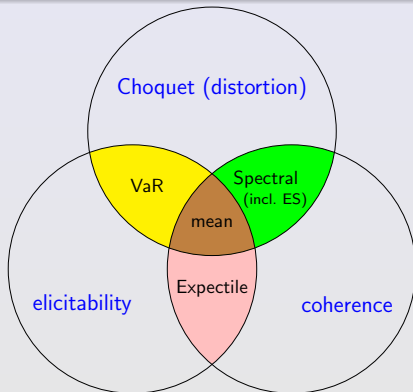 Choquet (distortion)
VaR
Spectral
(incl. ES)
mean
Expectile
elicitability
coherence